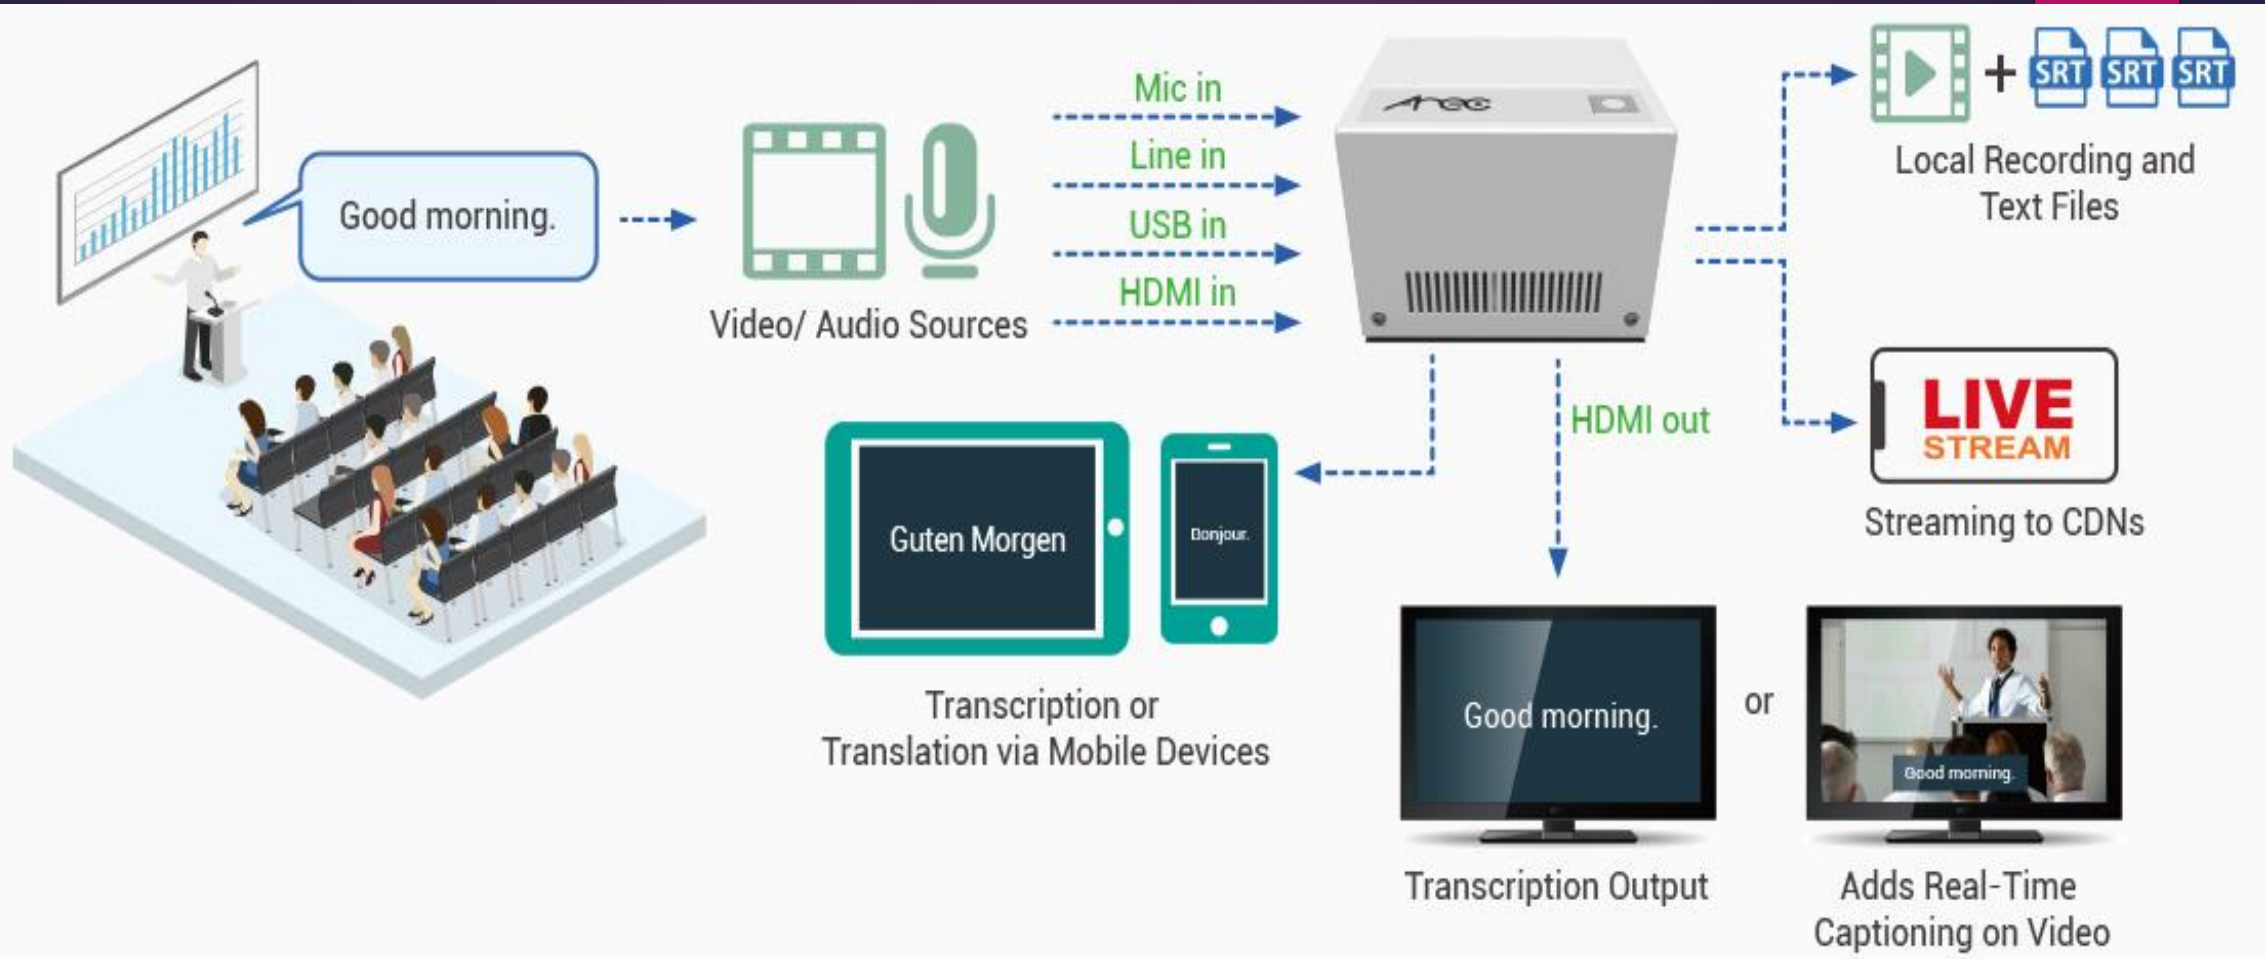 Good morning.
Video/ Audio Sources
Mic in
Line in
USB in
HDMI in
Arec
SRT SRT SRT
Local Recording and
Text Files
LIVE
STREAM
Streaming to CDNs
HDMI out
Guten Morgen
Bonjour.
Transcription or
Translation via Mobile Devices
Good morning.
Transcription Output
or
Good morning.
Adds Real-Time
Captioning on Video